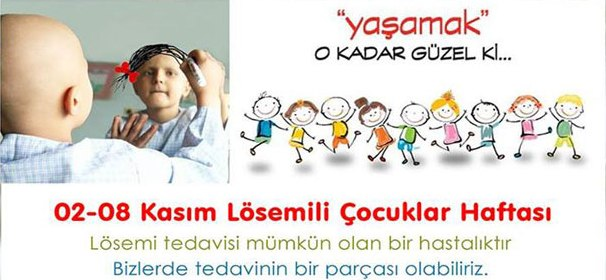 "yaşamak"
O KADAR GÜZEL Kİ...
02-08 Kasım Lösemili Çocuklar Haftası
Lösemi tedavisi mümkün olan bir hastalıktır
Bizlerde tedavinin bir parçası olabiliriz.